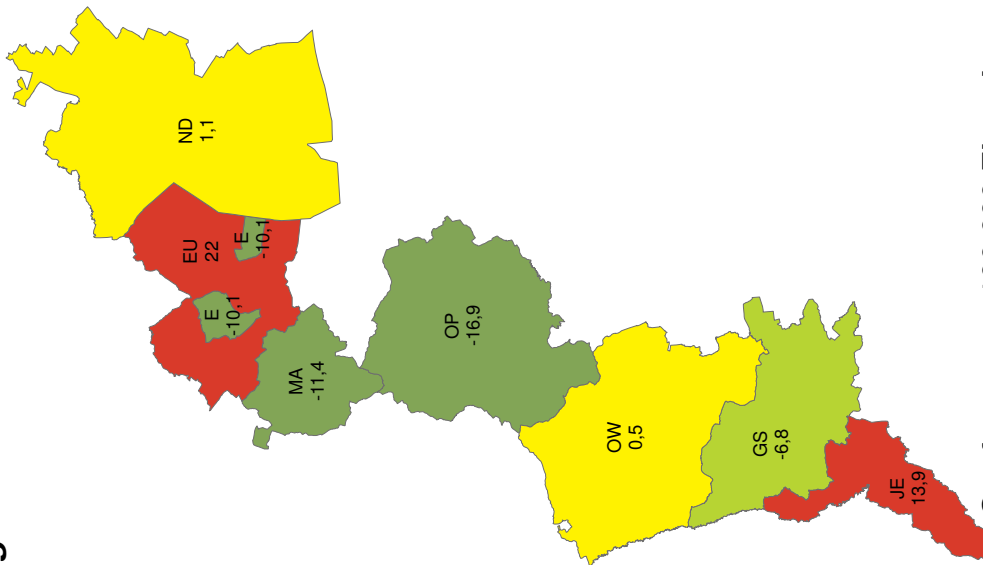 ND
1,1
EU
22
E
-10,1
E
-10,1
MA
-11,4
OP
-16,9
OW
0,5
GS
-6,8
JE
13,9